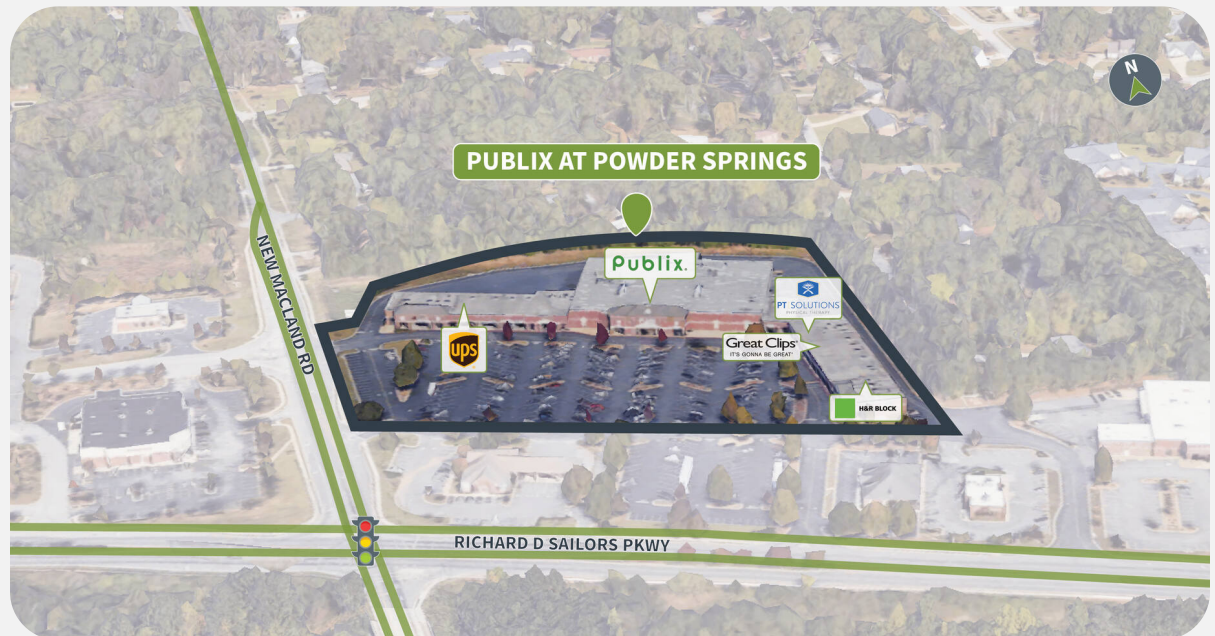 N
PUBLIX AT POWDER SPRINGS
NEW MACLAND RD
Publix.
PT SOLUTIONS
PHYSICAL THERAPY
ups
Great Clips®
IT'S GONNA BE GREAT®
H&R BLOCK
RICHARD D SAILORS PKWY